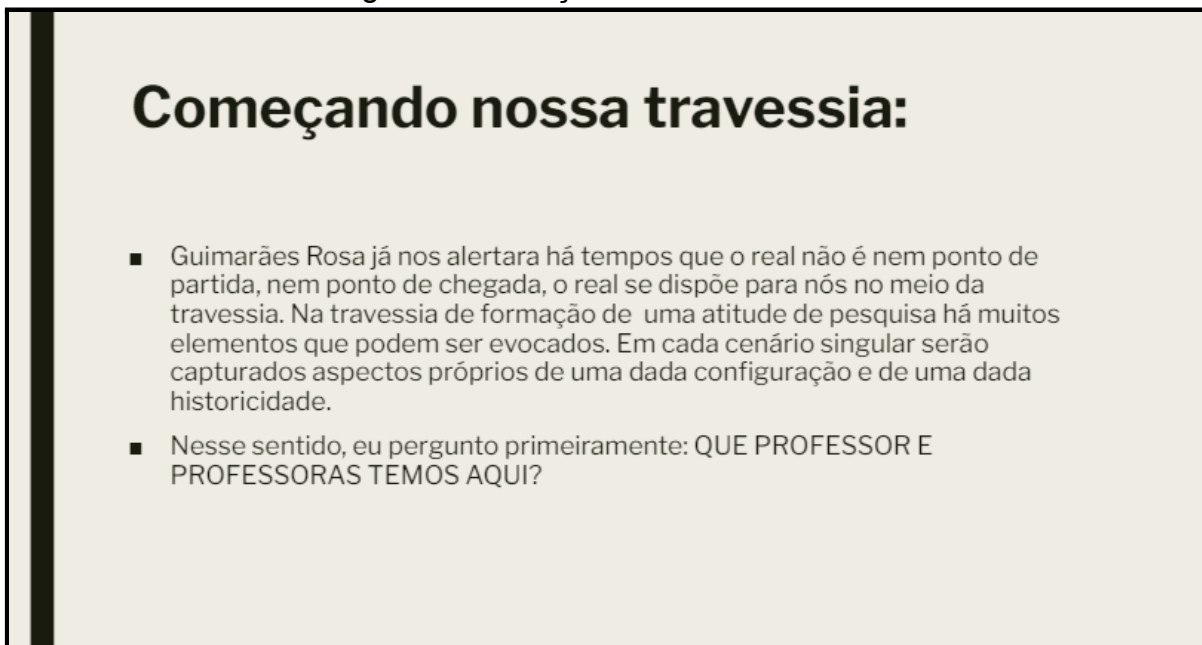 Começando nossa travessia:
■ Guimarães Rosa já nos alertara há tempos que o real não é nem ponto de
partida, nem ponto de chegada, o real se dispõe para nós no meio da
travessia. Na travessia de formação de  uma atitude de pesquisa há muitos
elementos que podem ser evocados. Em cada cenário singular serão
capturados aspectos próprios de uma dada configuração e de uma dada
historicidade.
■ Nesse sentido, eu pergunto primeiramente: QUE PROFESSOR E
PROFESSORAS TEMOS AQUI?